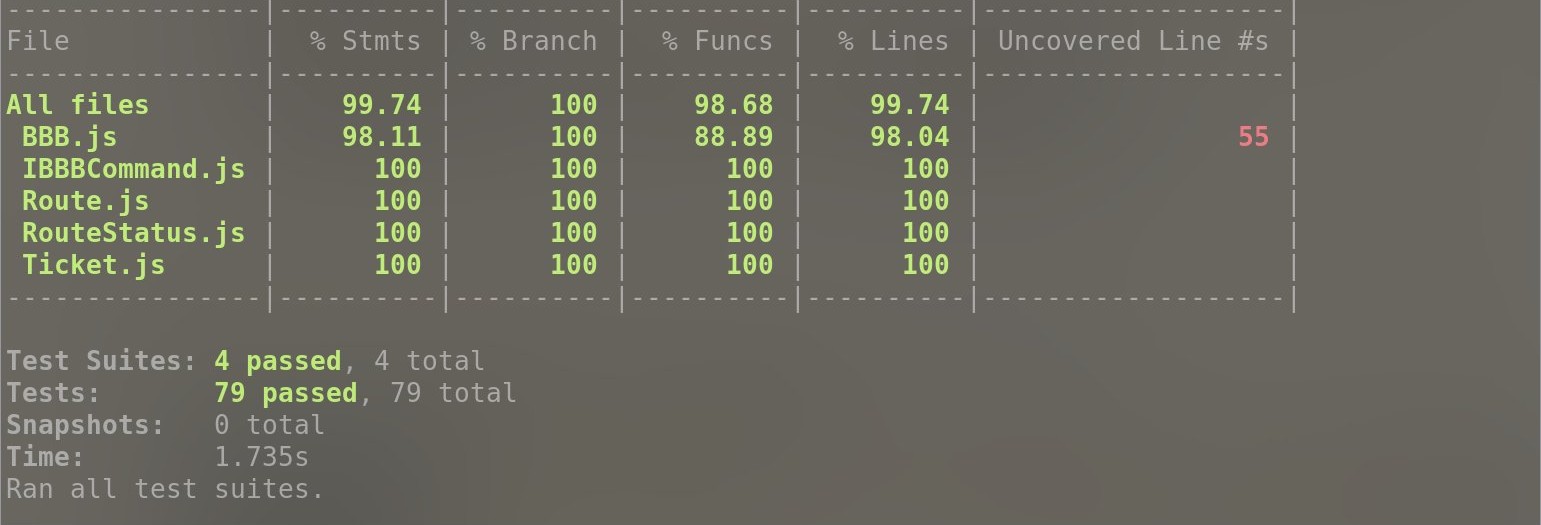 ----------------|----------|----------|----------|----------|-------------------|
File            |  % Stmts | % Branch |  % Funcs |  % Lines | Uncovered Line #s |
----------------|----------|----------|----------|----------|-------------------|
All files       |    99.74 |      100 |    98.68 |    99.74 |                   |
 BBB.js         |    98.11 |      100 |    88.89 |    98.04 |                55 |
 IBBBCommand.js |      100 |      100 |      100 |      100 |                   |
 Route.js       |      100 |      100 |      100 |      100 |                   |
 RouteStatus.js |      100 |      100 |      100 |      100 |                   |
 Ticket.js      |      100 |      100 |      100 |      100 |                   |
----------------|----------|----------|----------|----------|-------------------|
Test Suites: 4 passed, 4 total
Tests:       79 passed, 79 total
Snapshots:   0 total
Time:        1.735s
Ran all test suites.